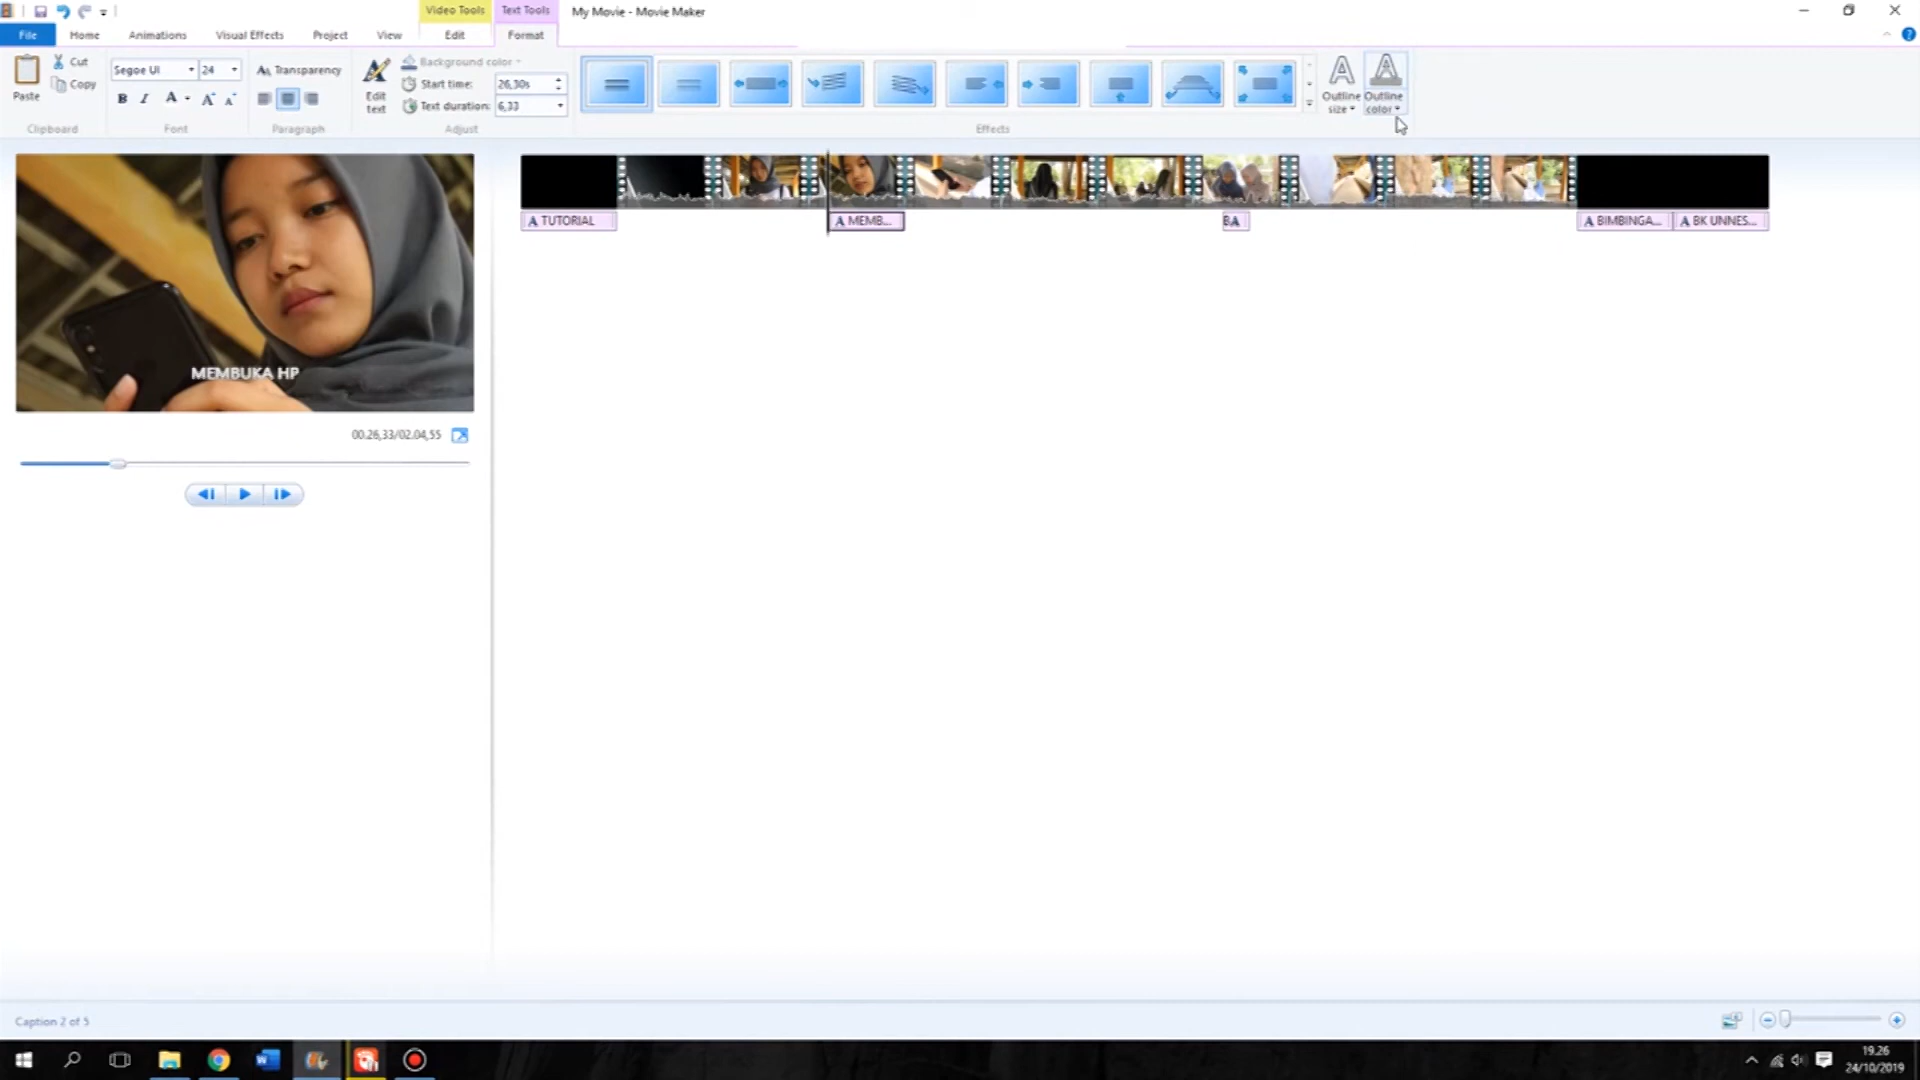 Video Tools
Text Tools
My Movie - Movie Maker
File
Home
Animations
Visual Effects
Project
View
Edit
Format
Paste
Cut
Copy
Clipboard
Segoe UI
24
B
I
A
A
A
Font
Transparency
Paragraph
Edit
text
Background color
Start time:
26,30s
Text duration:
6,33
Adjust
Effects
Outline
size
Outline
color
MEMBUKA HP
00.26,33/02.04,55
A TUTORIAL
A MEMB...
BA
A BIMBINGA...
A BK UNNES...
Caption 2 of 5
19.26
24/10/2019